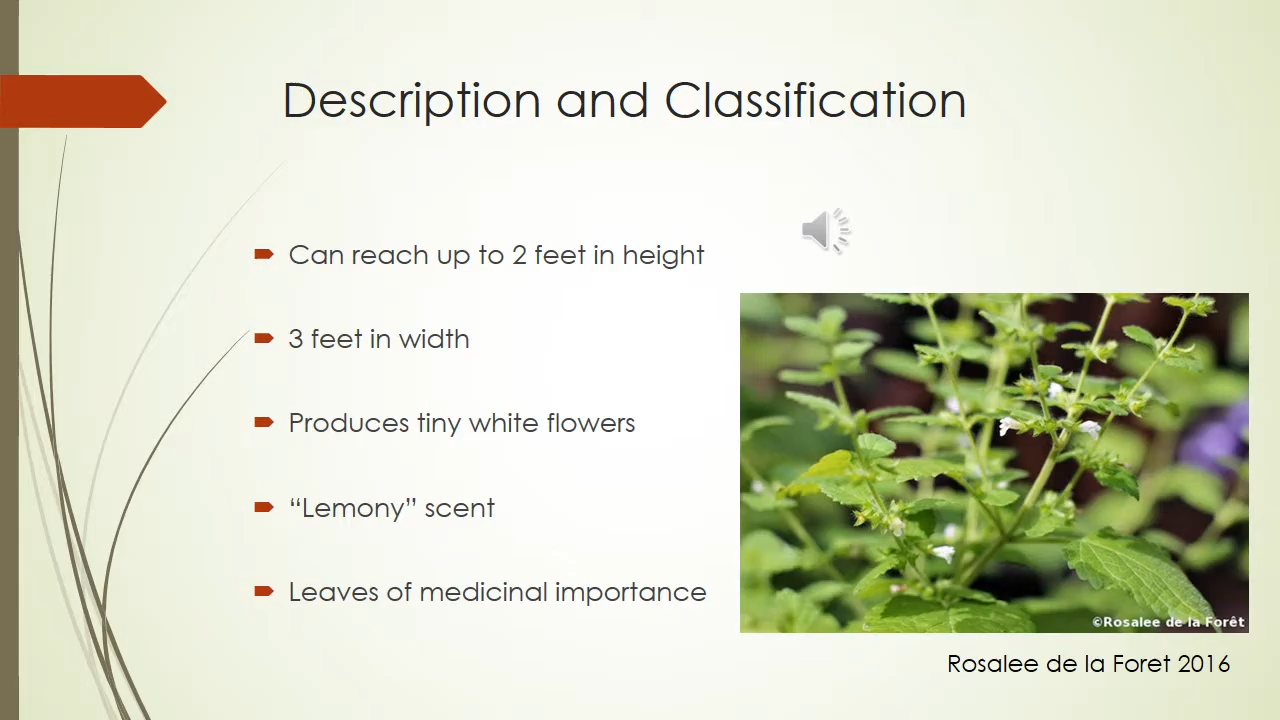 Description and Classification
Can reach up to 2 feet in height
3 feet in width
Produces tiny white flowers
“Lemony” scent
Leaves of medicinal importance
©Rosalee de la Forêt
Rosalee de la Foret 2016